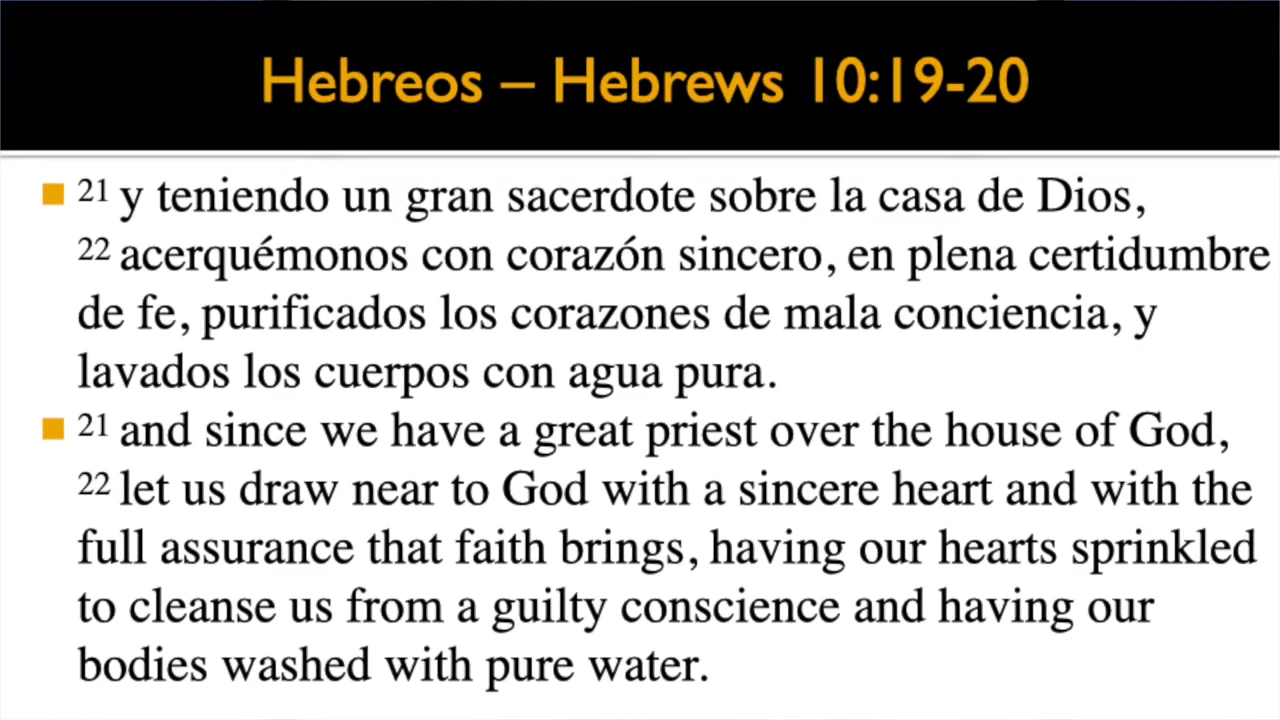 Hebreos – Hebrews 10:19-20
21 y teniendo un gran sacerdote sobre la casa de Dios,
22 acerquémonos con corazón sincero, en plena certidumbre
de fe, purificados los corazones de mala conciencia, y
lavados los cuerpos con agua pura.
21 and since we have a great priest over the house of God,
22 let us draw near to God with a sincere heart and with the
full assurance that faith brings, having our hearts sprinkled
to cleanse us from a guilty conscience and having our
bodies washed with pure water.